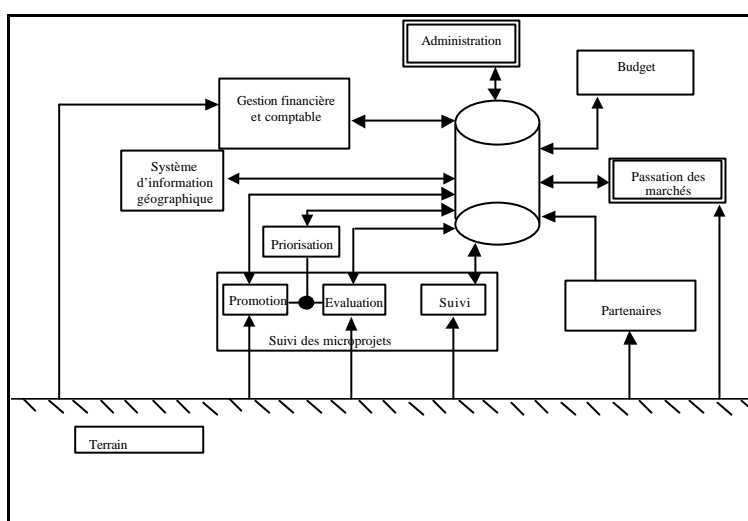 Administration
Budget
Gestion financière
et comptable
Système
d'information
géographique
Passation des
marchés
Priorisation
Promotion
Evaluation
Suivi
Partenaires
Suivi des microprojets
Terrain